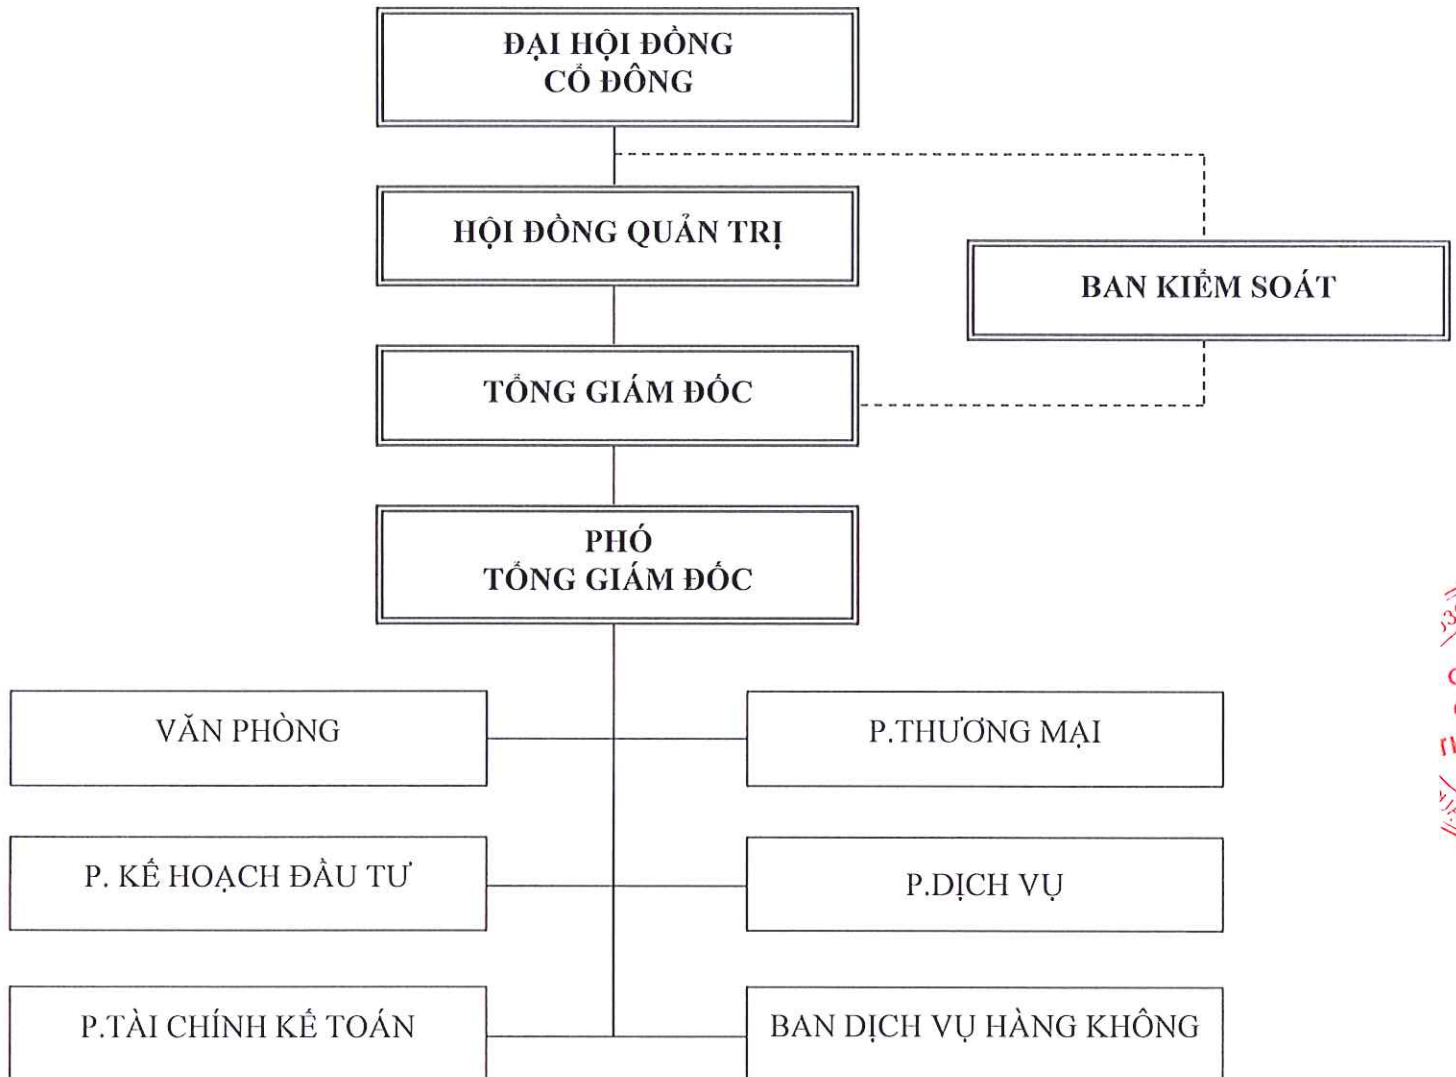 ĐẠI HỘI ĐỒNG
CỔ ĐÔNG
HỘI ĐỒNG QUẢN TRỊ
BAN KIỂM SOÁT
TỔNG GIÁM ĐỐC
PHÓ
TỔNG GIÁM ĐỐC
VĂN PHÒNG
P.THƯƠNG MẠI
P. KẾ HOẠCH ĐẦU TƯ
P.DỊCH VỤ
P.TÀI CHÍNH KẾ TOÁN
BAN DỊCH VỤ HÀNG KHÔNG